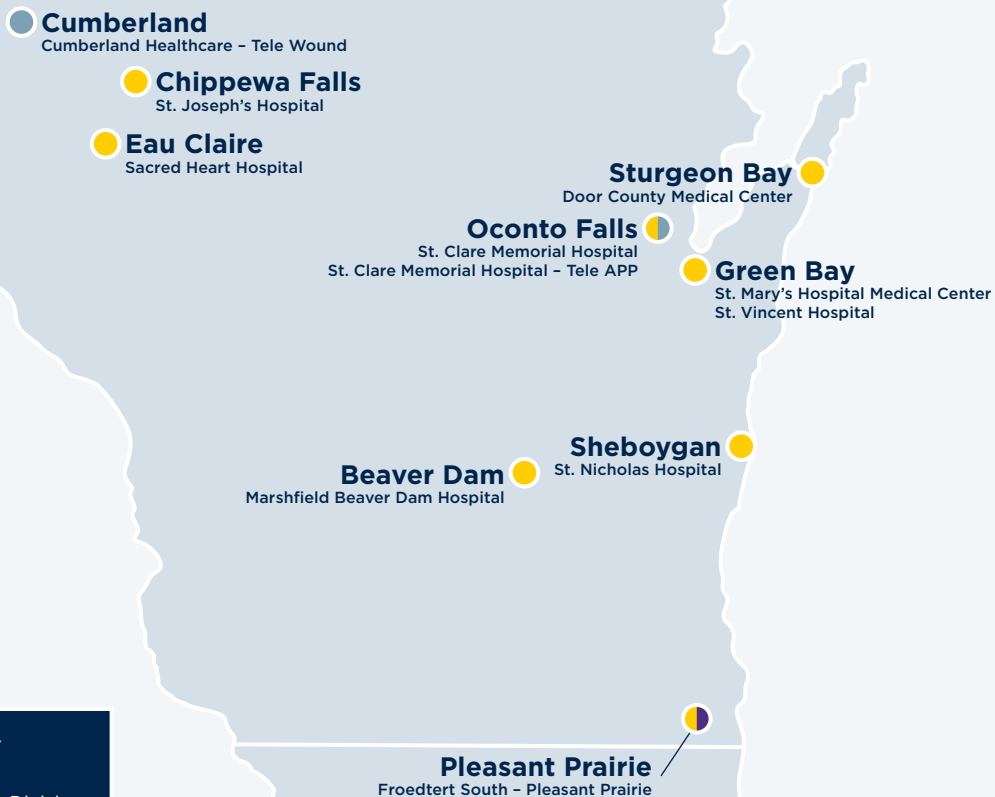 Cumberland
Cumberland Healthcare – Tele Wound
Chippewa Falls
St. Joseph’s Hospital
Eau Claire
Sacred Heart Hospital
Sturgeon Bay
Door County Medical Center
Oconto Falls
St. Clare Memorial Hospital
St. Clare Memorial Hospital – Tele APP
Green Bay
St. Mary’s Hospital Medical Center
St. Vincent Hospital
Sheboygan
St. Nicholas Hospital
Beaver Dam
Marshfield Beaver Dam Hospital
Pleasant Prairie
Froedtert South – Pleasant Prairie